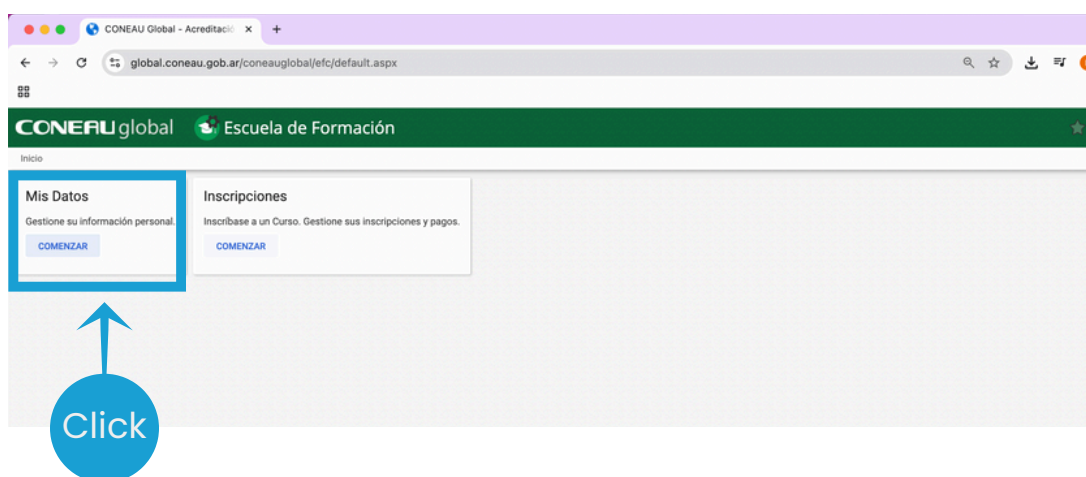 CONEAU Global - Acreditació
global.coneau.gob.ar/coneauglobal/efc/default.aspx
CONEAU global Escuela de Formación
Inicio
Mis Datos
Gestione su información personal.
COMENZAR
Inscripciones
Inscríbase a un Curso. Gestione sus inscripciones y pagos.
COMENZAR
Click